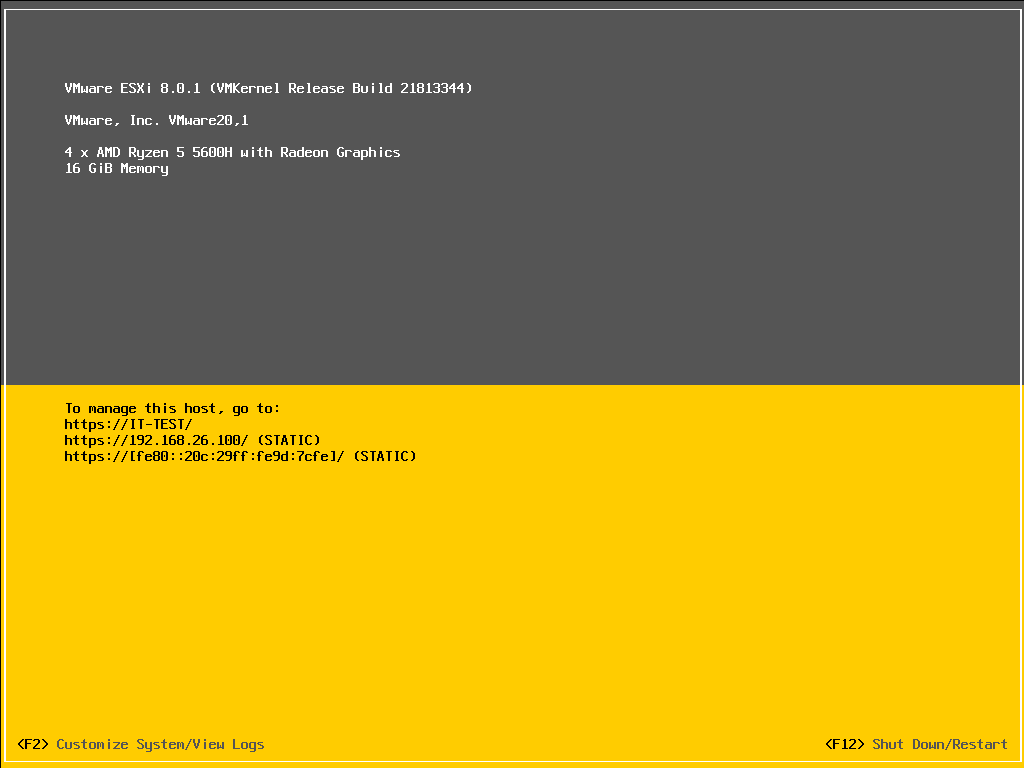 VMware ESXi 8.0.1 (VMKernel Release Build 21813344)
VMware, Inc. VMware20,1
4 x AMD Ryzen 5 5600H with Radeon Graphics
16 GiB Memory
To manage this host, go to:
https://IT-TEST/
https://192.168.26.100/ (STATIC)
https://[fe80::20c:29ff:fe9d:7cfe]/ (STATIC)
<F2> Customize System/View Logs
<F12> Shut Down/Restart